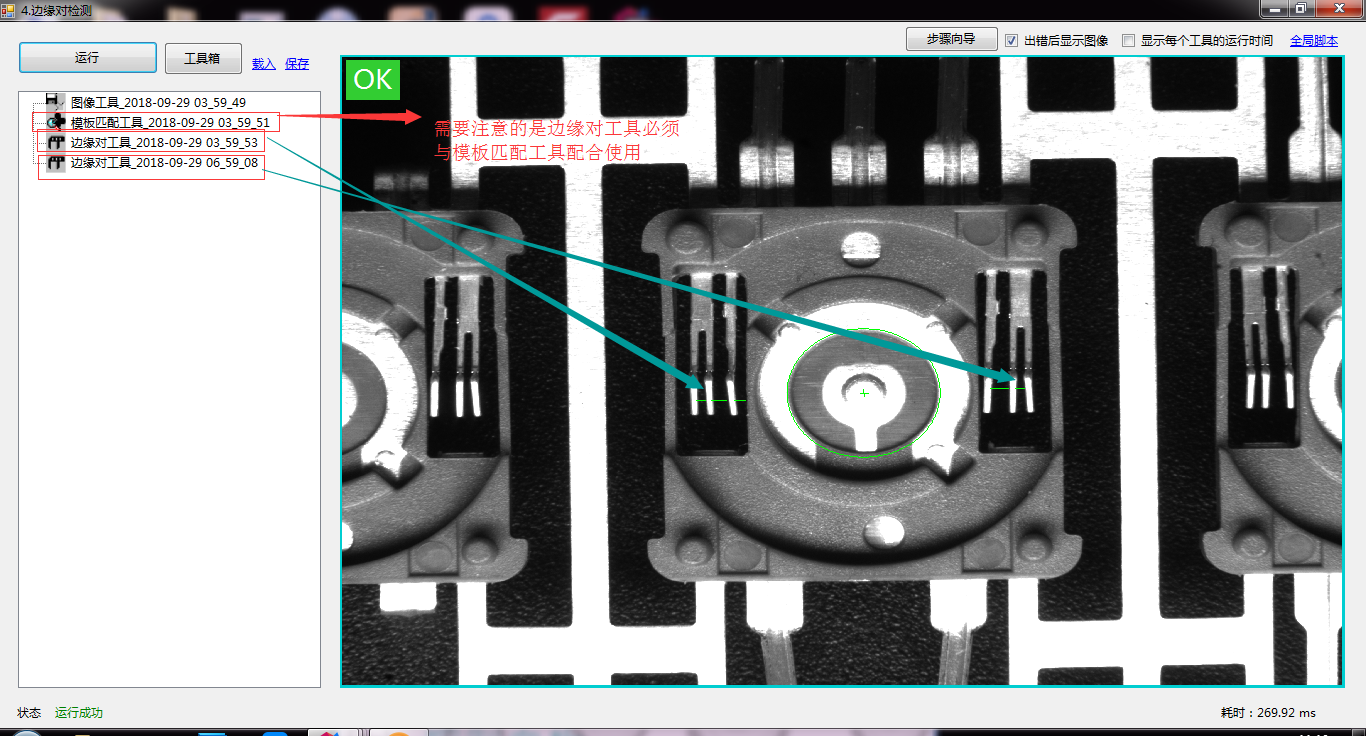 4.边缘对检测
运行
工具箱
载入
保存
步骤向导
出错后显示图像
显示每个工具的运行时间
全局脚本
图像工具_2018-09-29 03_59_49
模板匹配工具_2018-09-29 03_59_51
边缘对工具_2018-09-29 03_59_53
边缘对工具_2018-09-29 06_59_08
OK
需要注意的是边缘对工具必须
与模板匹配工具配合使用
状态
运行成功
耗时：269.92 ms